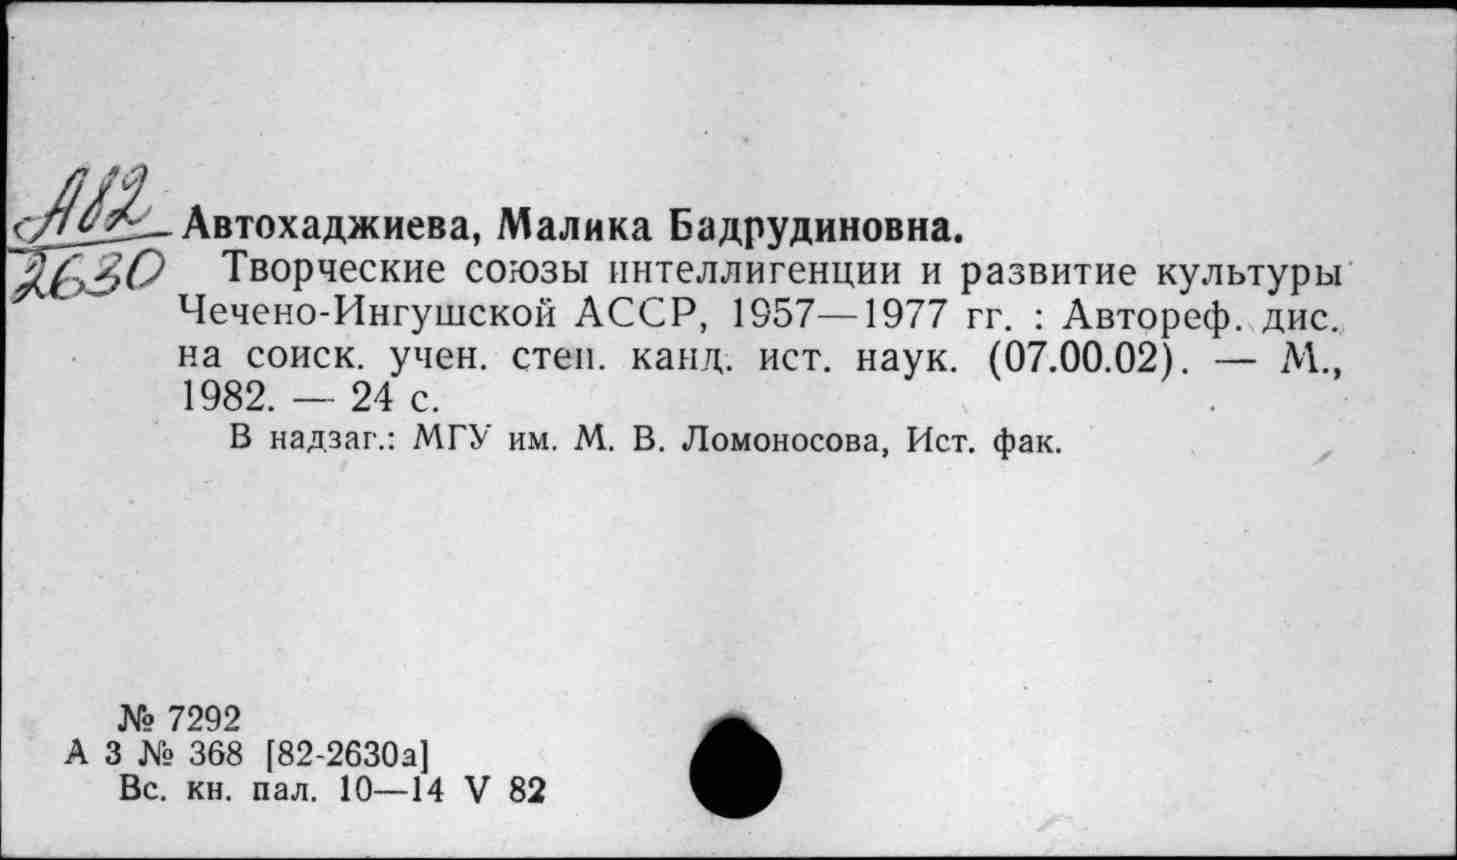 А82
2630
Автохаджиева, Малика Бадрудиновна.
Творческие союзы интеллигенции и развитие культуры
Чечено-Ингушской АССР, 1957—1977 гг. : Автореф. дис.
на соиск. учен. степ. канд. ист. наук. (07.00.02). — М.,
1982. — 24 с.
В надзаг.: МГУ им. М. В. Ломоносова, Ист. фак.
№ 7292
А 3 № 368 [82-2630а]
Вс. кн. пал. 10—14 V 82